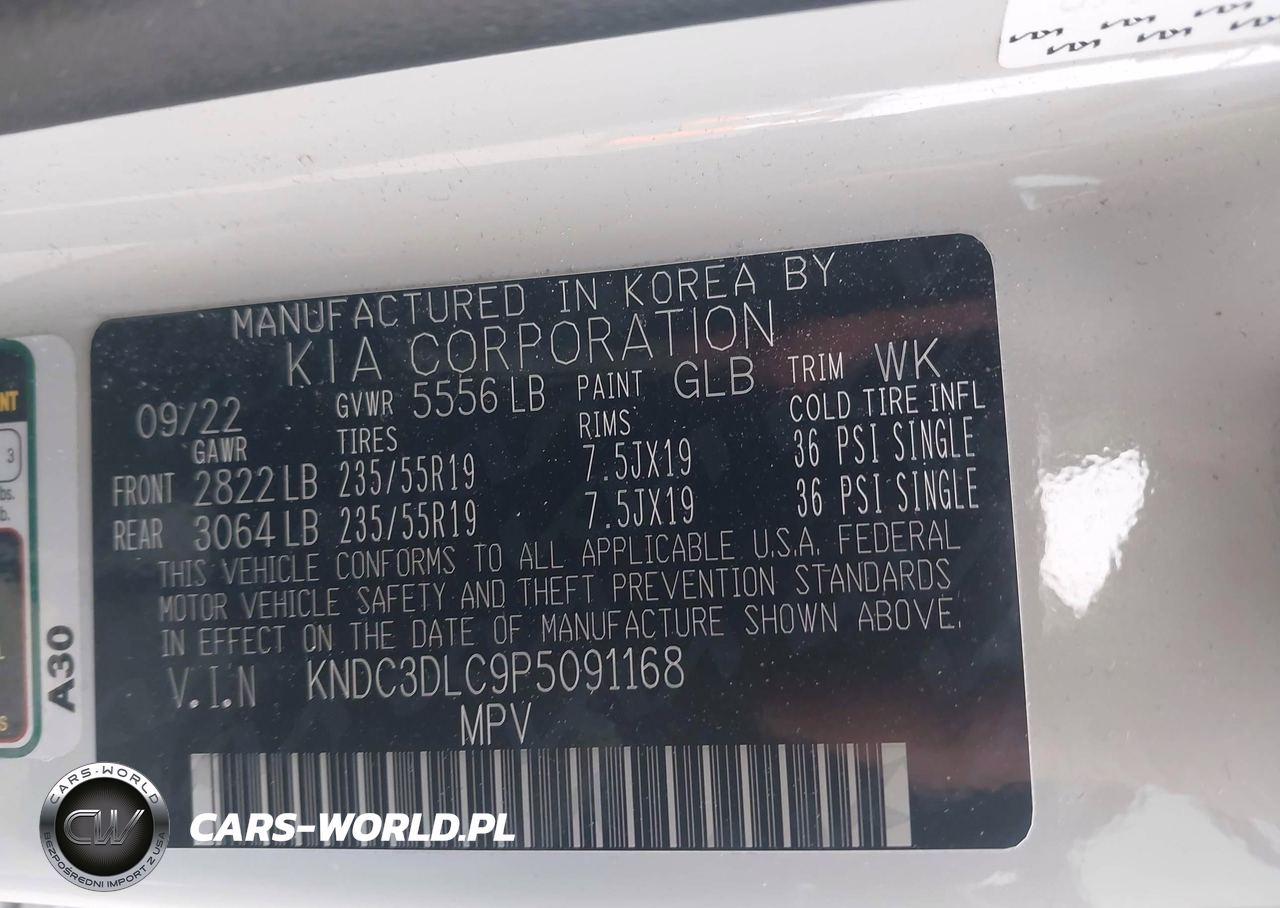 MANUFACTURED IN KOREA BY
KIA CORPORATION
09/22 GVWR 5556 LB PAINT GLB TRIM WK
GAWR TIRES RIMS COLD TIRE INFL
FRONT 2822 LB 235/55R19 7.5JX19 36 PSI SINGLE
REAR 3064 LB 235/55R19 7.5JX19 36 PSI SINGLE
THIS VEHICLE CONFORMS TO ALL APPLICABLE U.S.A. FEDERAL
MOTOR VEHICLE SAFETY AND THEFT PREVENTION STANDARDS
IN EFFECT ON THE DATE OF MANUFACTURE SHOWN ABOVE.
V.I.N KNDC3DLC9P5091168
MPV
A30
3
CARS-WORLD
CW
BEZPOŚREDNI IMPORT Z USA
CARS-WORLD.PL